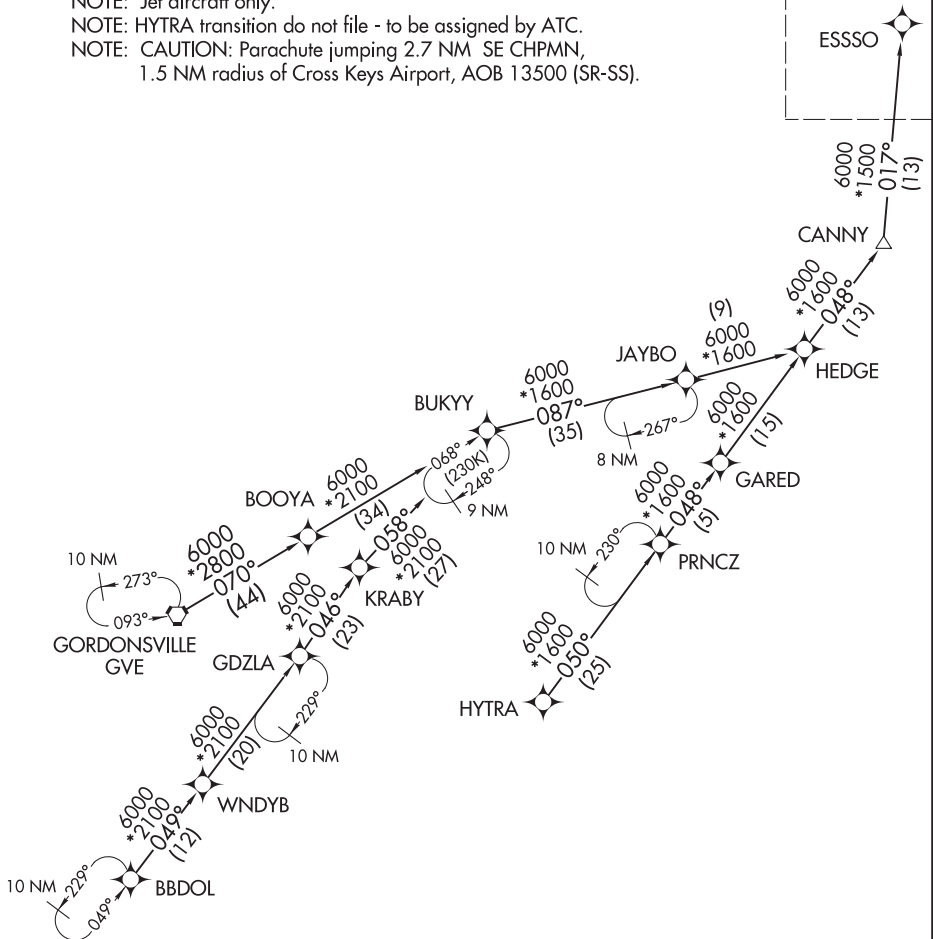 NOTE: Jet aircraft only.
NOTE: HYTRA transition do not file - to be assigned by ATC.
NOTE: CAUTION: Parachute jumping 2.7 NM SE CHPMN,
1.5 NM radius of Cross Keys Airport, AOB 13500 (SR-SS).
ESSSO
6000
*1500
017°
(13)
CANNY
6000
*1600
048°
(13)
(9)
6000
*1600
JAYBO
HEDGE
6000
*1600
087°
(35)
BUKYY
267°
8 NM
6000
*1600
(15)
068°
(230K)
248°
9 NM
GARED
6000
*2100
(34)
BOOYA
6000
*1600
048°
(5)
058°
6000
*2100
(27)
10 NM
230°
PRNCZ
6000
*2800
070°
(44)
10 NM
273°
093°
GORDONSVILLE
GVE
KRABY
6000
*2100
046°
(23)
GDZLA
6000
*1600
050°
(25)
HYTRA
229°
10 NM
6000
*2100
(20)
WNDYB
6000
*2100
049°
(12)
10 NM
229°
049°
BBDOL